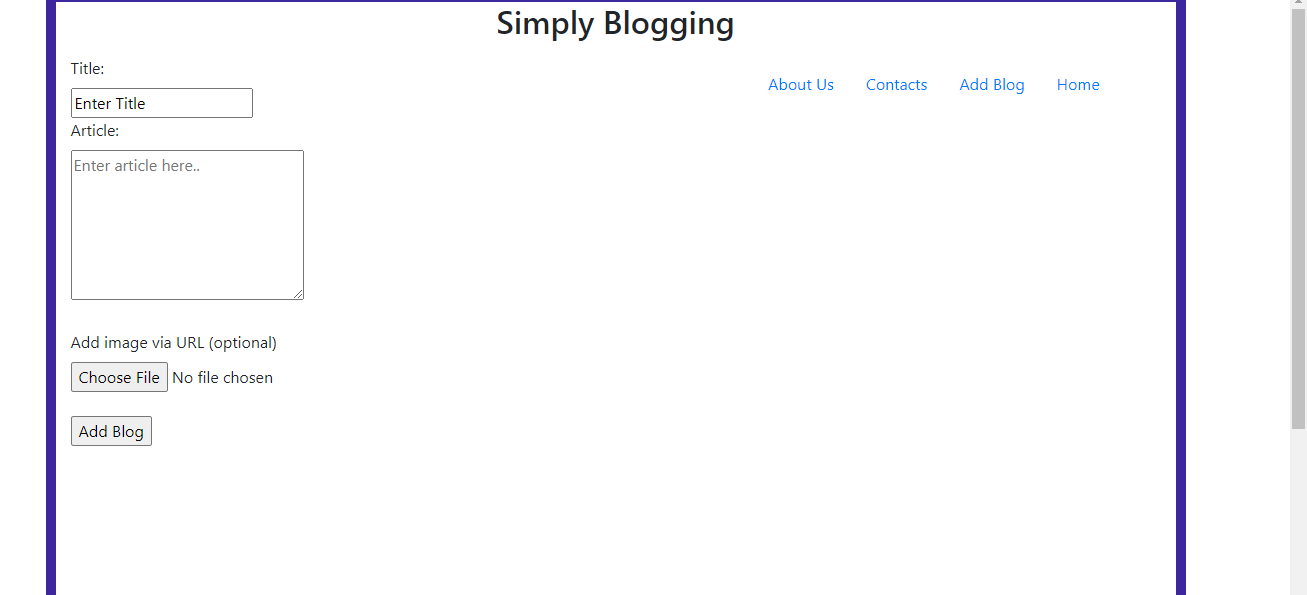 Simply Blogging
Title:
About Us Contacts Add Blog Home
Enter Title
Article:
Enter article here..
Add image via URL (optional)
Choose File No file chosen
Add Blog